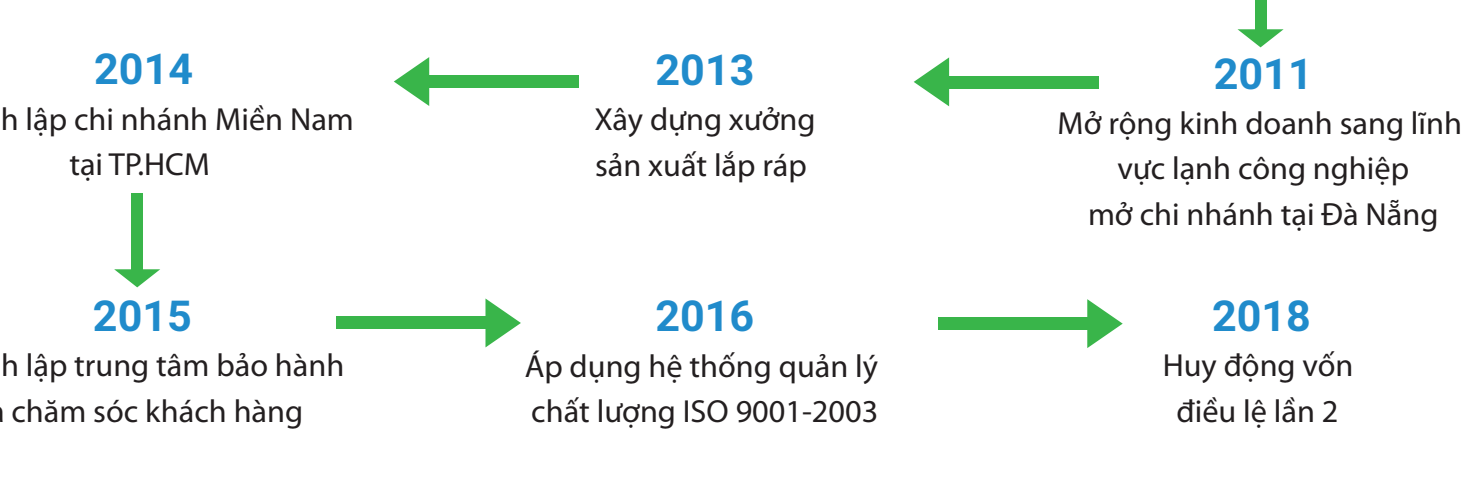 2014
h lập chi nhánh Miền Nam
tại TP.HCM
2013
Xây dựng xưởng
sản xuất lắp ráp
2011
Mở rộng kinh doanh sang lĩnh
vực lạnh công nghiệp
mở chi nhánh tại Đà Nẵng
2015
h lập trung tâm bảo hành
chăm sóc khách hàng
2016
Áp dụng hệ thống quản lý
chất lượng ISO 9001-2003
2018
Huy động vốn
điều lệ lần 2